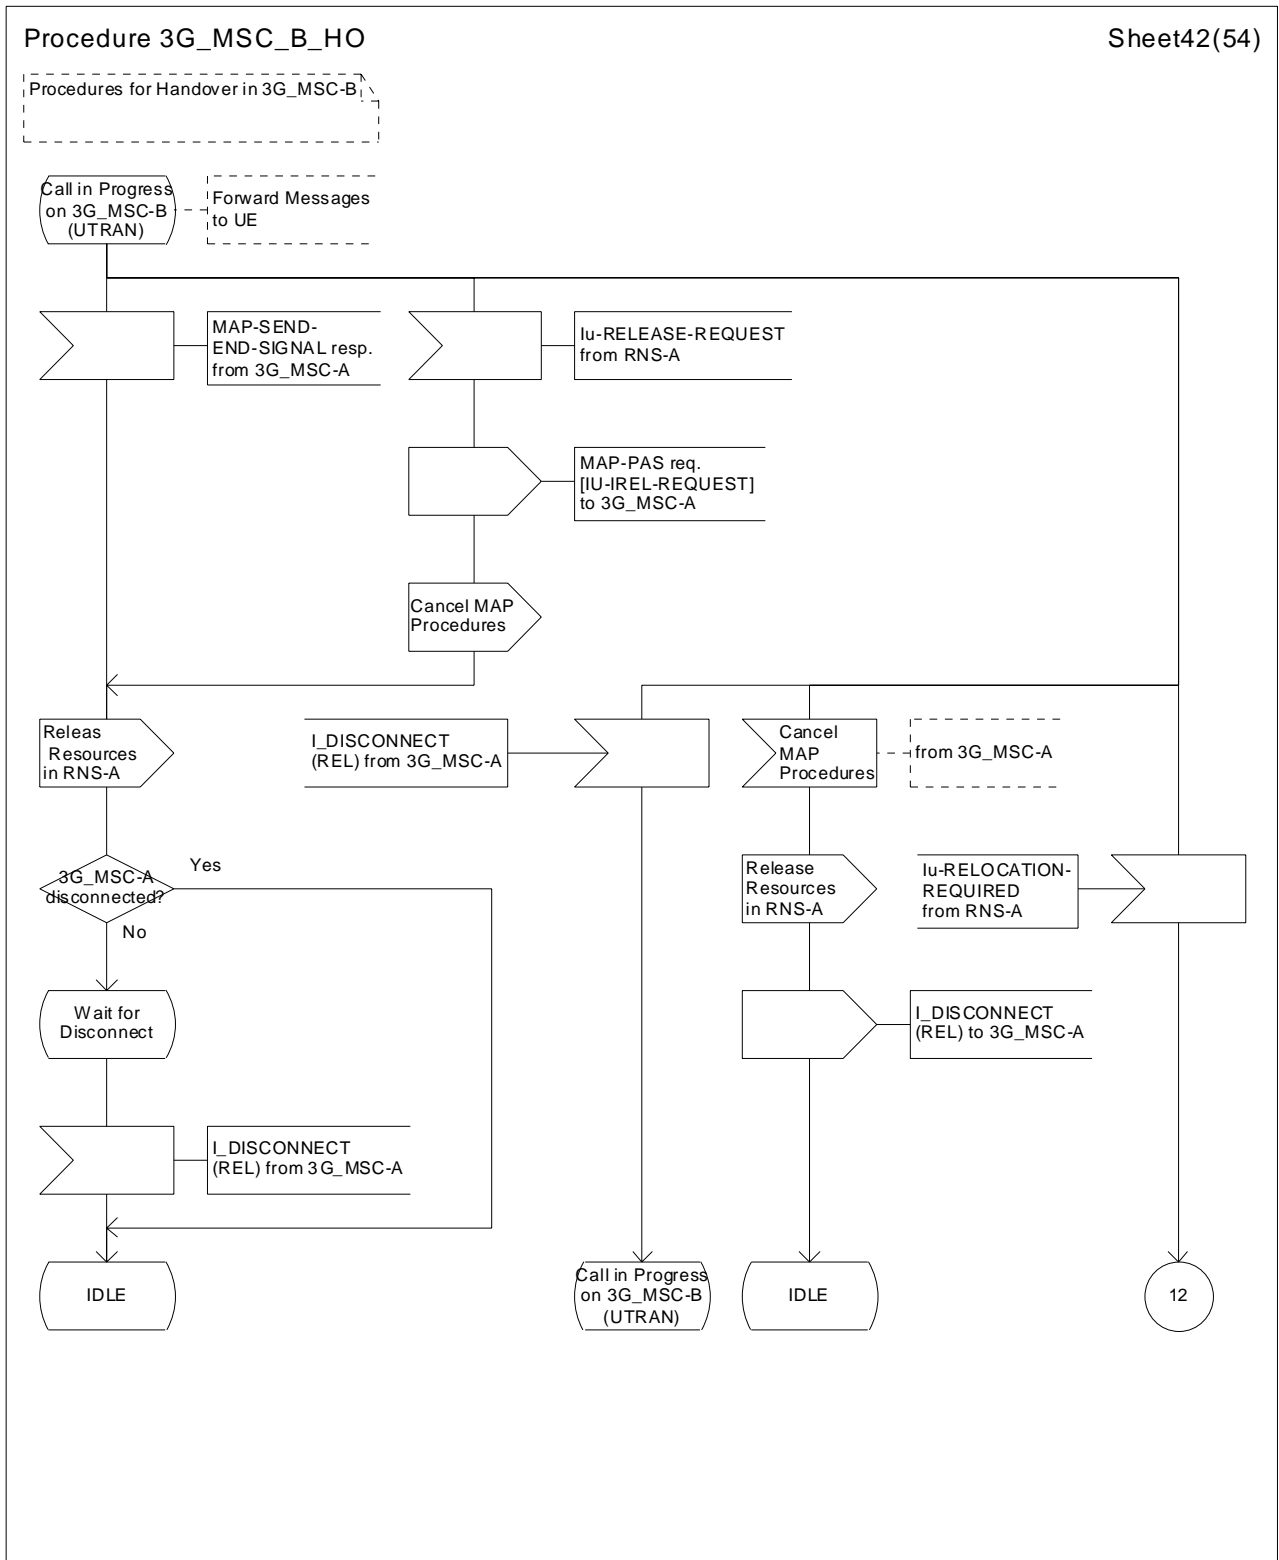 Procedure 3G_MSC_B_HO
Sheet42(54)
Procedures for Handover in 3G_MSC-B
Call in Progress
on 3G_MSC-B
(UTRAN)
Forward Messages
to UE
MAP-SEND-
END-SIGNAL resp.
from 3G_MSC-A
Iu-RELEASE-REQUEST
from RNS-A
MAP-PAS req.
[IU-IREL-REQUEST]
to 3G_MSC-A
Cancel MAP
Procedures
Releas
Resources
in RNS-A
I_DISCONNECT
(REL) from 3G_MSC-A
Cancel
MAP
Procedures
from 3G_MSC-A
3G_MSC-A
disconnected?
Yes
No
Release
Resources
in RNS-A
Iu-RELOCATION-
REQUIRED
from RNS-A
Wait for
Disconnect
I_DISCONNECT
(REL) to 3G_MSC-A
I_DISCONNECT
(REL) from 3G_MSC-A
IDLE
Call in Progress
on 3G_MSC-B
(UTRAN)
IDLE
12